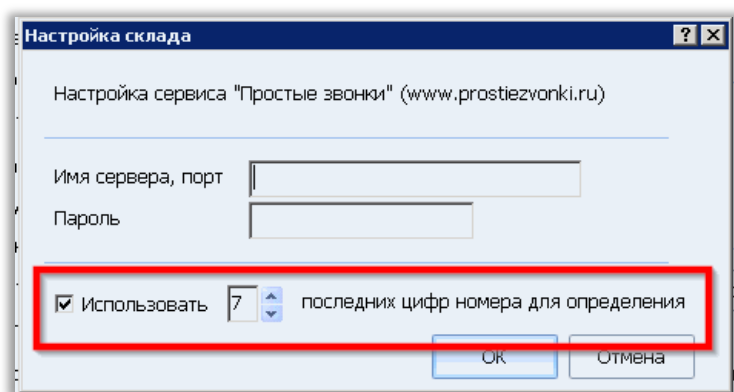 Настройка склада
Настройка сервиса "Простые звонки" (www.prostiezvonki.ru)
Имя сервера, порт
Пароль
Использовать 7 последних цифр номера для определения
ОК Отмена